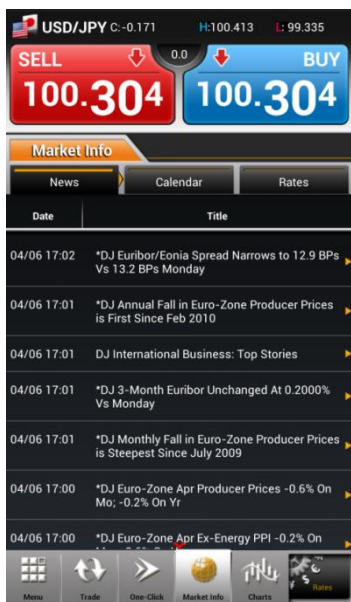 USD/JPY C:-0.171 H:100.413 L:99.335
SELL 0.0 BUY
100.304 100.304
Market Info
News Calendar Rates
Date Title
04/06 17:02 *DJ Euribor/Eonia Spread Narrows to 12.9 BPs
Vs 13.2 BPs Monday
04/06 17:01 *DJ Annual Fall in Euro-Zone Producer Prices
is First Since Feb 2010
04/06 17:01 DJ International Business: Top Stories
04/06 17:01 *DJ 3-Month Euribor Unchanged At 0.2000%
Vs Monday
04/06 17:01 *DJ Monthly Fall in Euro-Zone Producer Prices
is Steepest Since July 2009
04/06 17:00 *DJ Euro-Zone Apr Producer Prices -0.6% On
Mo; -0.2% On Yr
04/06 17:00 *DJ Euro-Zone Apr Ex-Energy PPI -0.2% On
Menu Trade One-Click Market Info Charts Rates